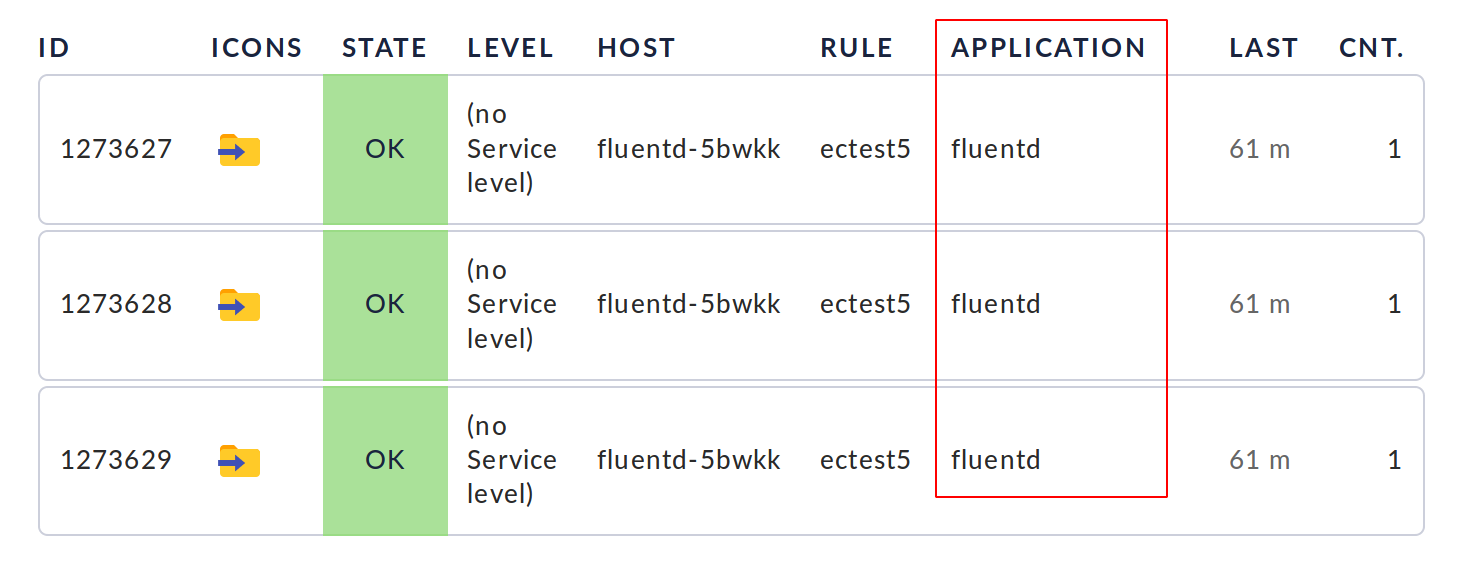 ID ICONS STATE LEVEL HOST RULE APPLICATION LAST CNT.
(no
1273627 OK Service fluentd-5bwkk ectest5 fluentd 61 m 1
level)
(no
1273628 OK Service fluentd-5bwkk ectest5 fluentd 61 m 1
level)
(no
1273629 OK Service fluentd-5bwkk ectest5 fluentd 61 m 1
level)